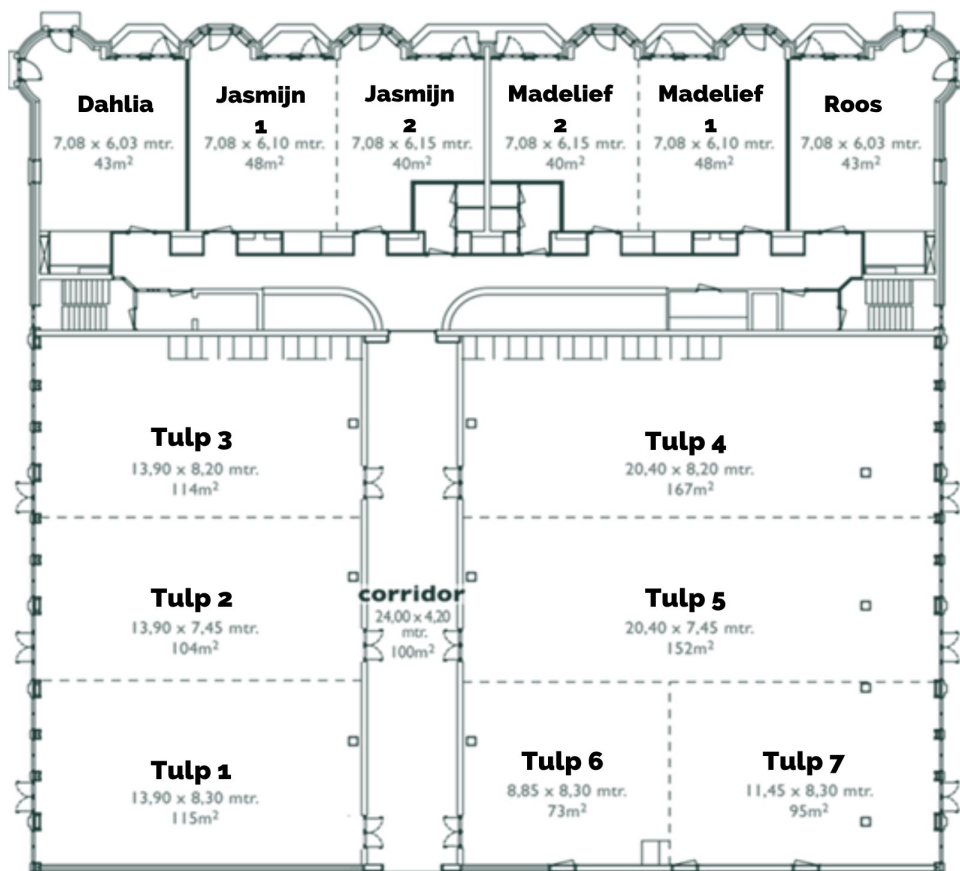 Dahlia
7,08 x 6,03 mtr.
43m²
Jasmijn
1
7,08 x 6,10 mtr.
48m²
Jasmijn
2
7,08 x 6,15 mtr.
40m²
Madelief
2
7,08 x 6,15 mtr.
40m²
Madelief
1
7,08 x 6,10 mtr.
48m²
Roos
7,08 x 6,03 mtr.
43m²
Tulp 3
13,90 x 8,20 mtr.
114m²
Tulp 4
20,40 x 8,20 mtr.
167m²
Tulp 2
13,90 x 7,45 mtr.
104m²
corridor
24,00 x 4,20
mtr.
100m²
Tulp 5
20,40 x 7,45 mtr.
152m²
Tulp 1
13,90 x 8,30 mtr.
115m²
Tulp 6
8,85 x 8,30 mtr.
73m²
Tulp 7
11,45 x 8,30 mtr.
95m²